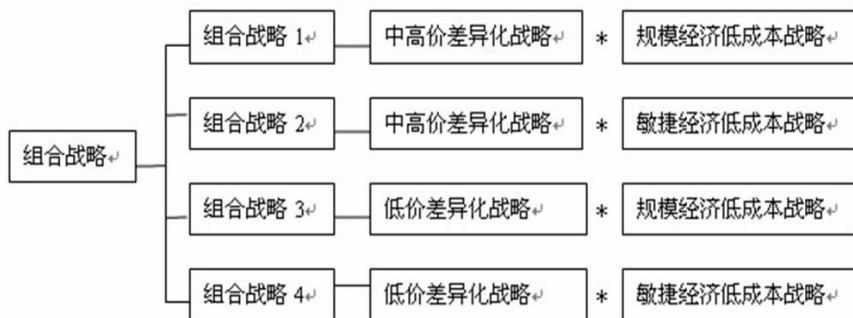 组合战略 1 中高价差异化战略 * 规模经济低成本战略
组合战略 2 中高价差异化战略 * 敏捷经济低成本战略
组合战略
组合战略 3 低价差异化战略 * 规模经济低成本战略
组合战略 4 低价差异化战略 * 敏捷经济低成本战略